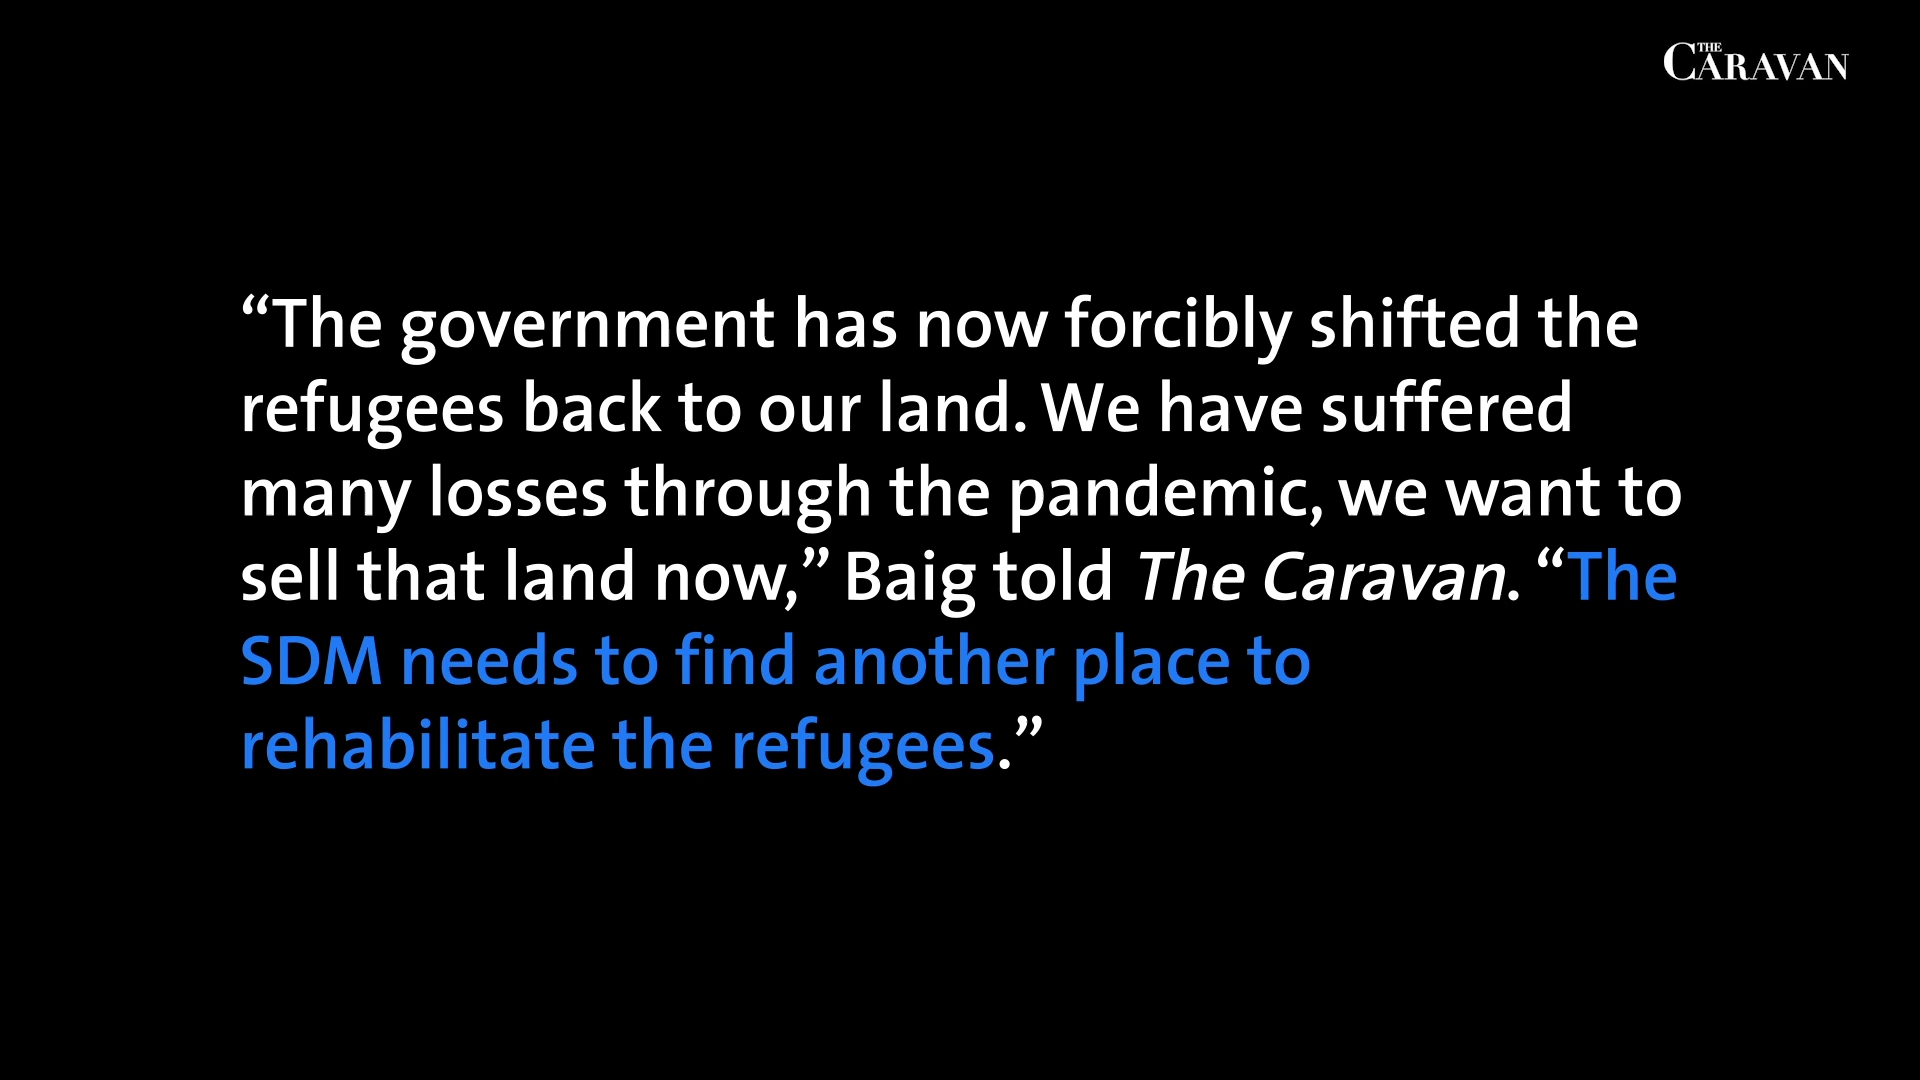 THE CARAVAN
“The government has now forcibly shifted the
refugees back to our land. We have suffered
many losses through the pandemic, we want to
sell that land now,” Baig told The Caravan. “The
SDM needs to find another place to
rehabilitate the refugees.”